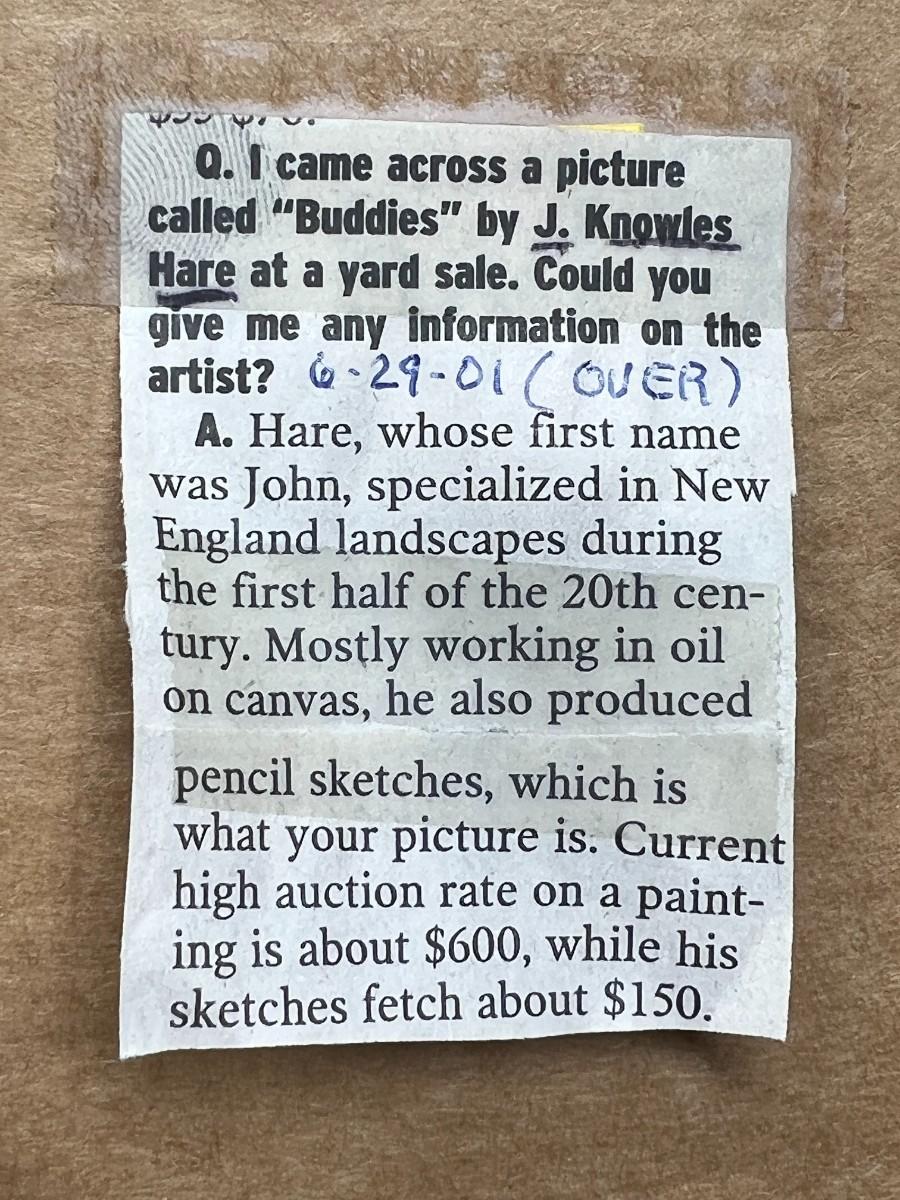 Q. I came across a picture
called “Buddies” by J. Knowles
Hare at a yard sale. Could you
give me any information on the
artist? 6-29-01 (OVER)
A. Hare, whose first name
was John, specialized in New
England landscapes during
the first half of the 20th cen-
tury. Mostly working in oil
on canvas, he also produced
pencil sketches, which is
what your picture is. Current
high auction rate on a paint-
ing is about $600, while his
sketches fetch about $150.